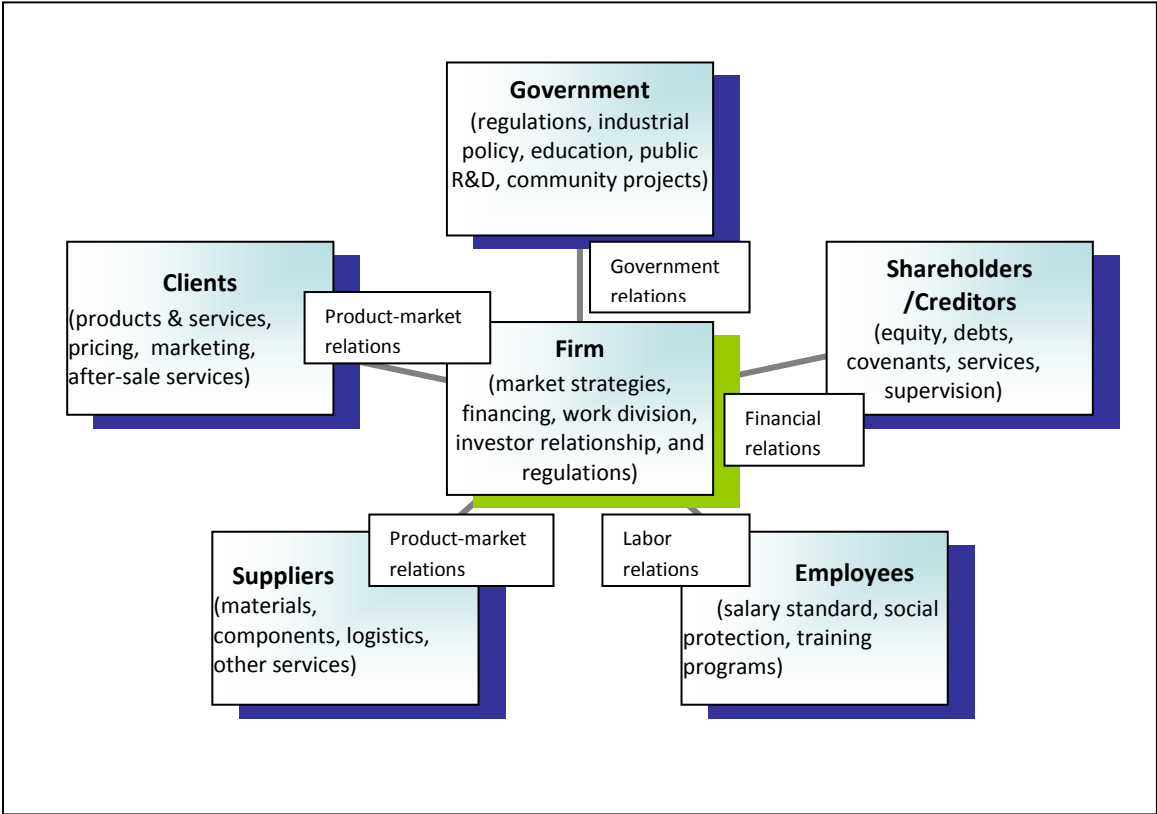 Government
(regulations, industrial
policy, education, public
R&D, community projects)
Government
relations
Clients
(products & services,
pricing, marketing,
after-sale services)
Product-market
relations
Shareholders
/Creditors
(equity, debts,
covenants, services,
supervision)
Firm
(market strategies,
financing, work division,
investor relationship, and
regulations)
Financial
relations
Product-market
relations
Labor
relations
Suppliers
(materials,
components, logistics,
other services)
Employees
(salary standard, social
protection, training
programs)